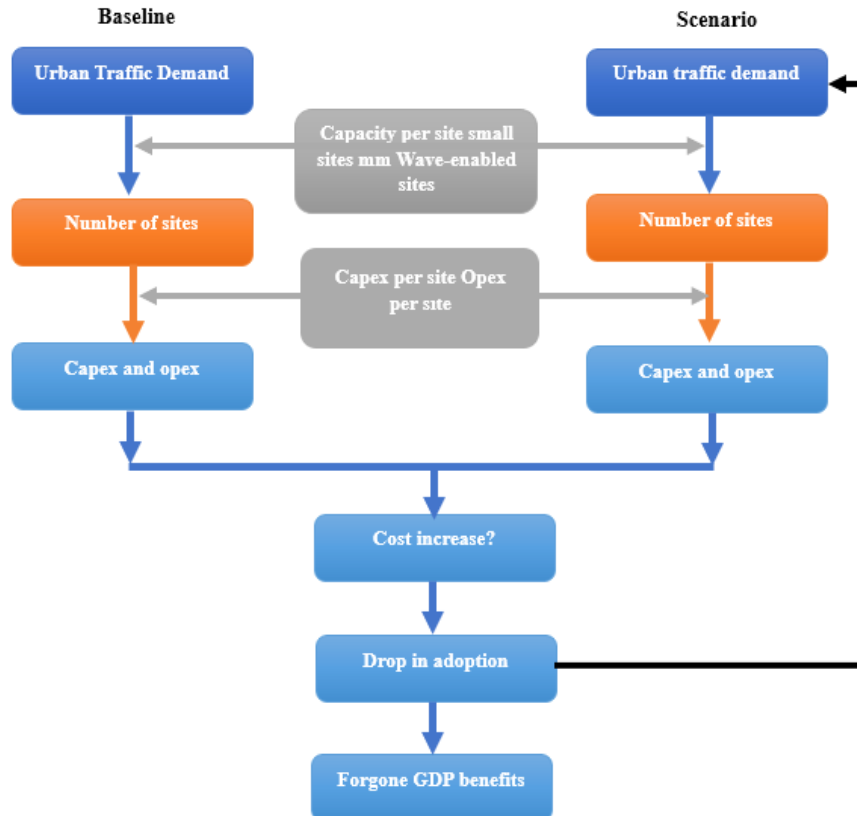 Baseline
Scenario
Urban Traffic Demand
Urban traffic demand
Capacity per site small
sites mm Wave-enabled
sites
Number of sites
Number of sites
Capex per site Opex
per site
Capex and opex
Capex and opex
Cost increase?
Drop in adoption
Forgone GDP benefits